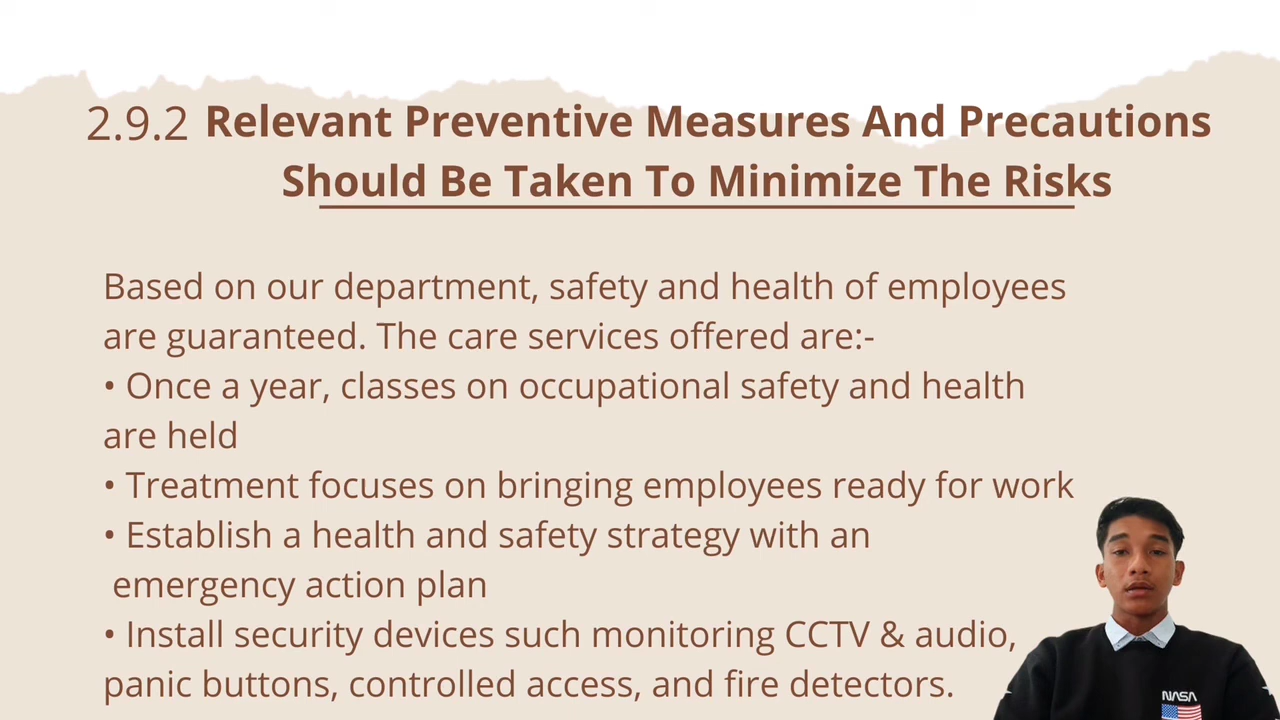 2.9.2 Relevant Preventive Measures And Precautions
Should Be Taken To Minimize The Risks
Based on our department, safety and health of employees
are guaranteed. The care services offered are:-
• Once a year, classes on occupational safety and health
are held
• Treatment focuses on bringing employees ready for work
• Establish a health and safety strategy with an
emergency action plan
• Install security devices such monitoring CCTV & audio,
panic buttons, controlled access, and fire detectors.
NASA